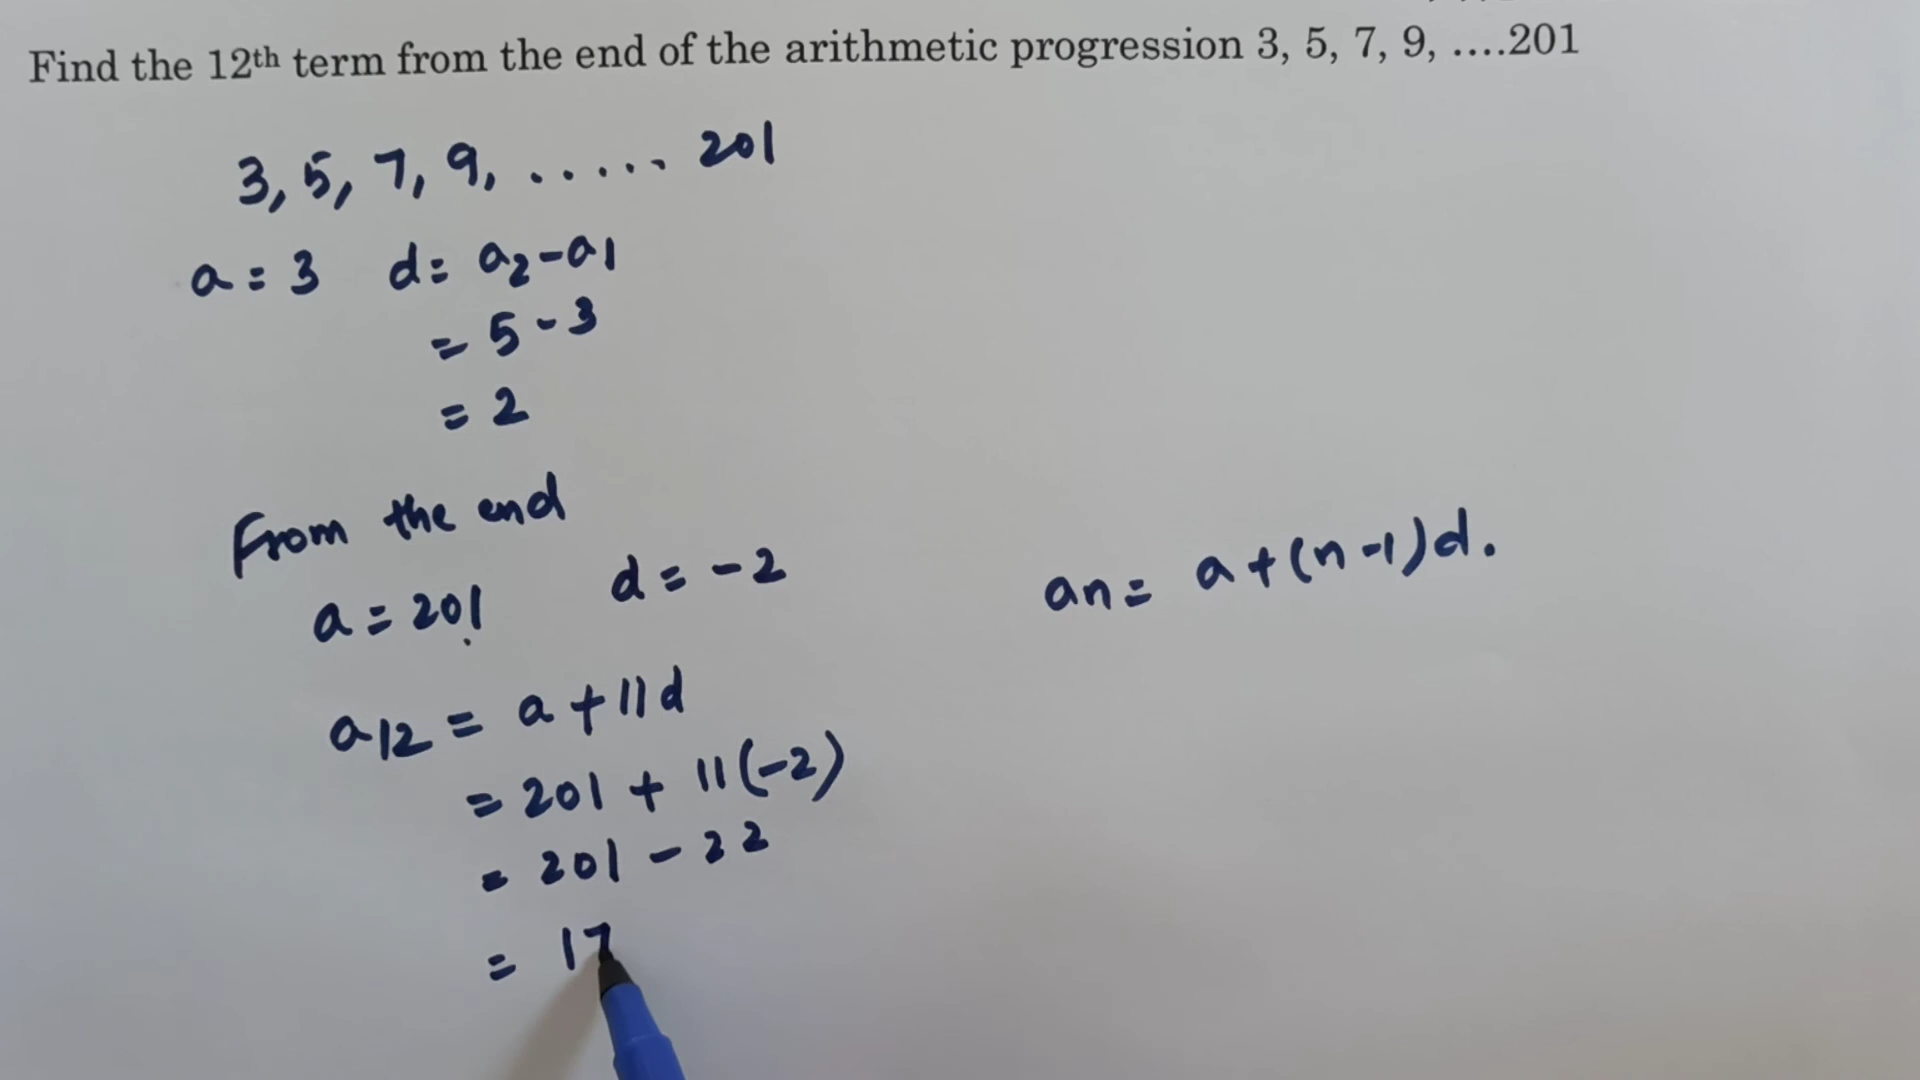 Find the 12th term from the end of the arithmetic progression 3, 5, 7, 9, ....201
3, 5, 7, 9, ..... 201
a = 3 d = a2 - a1
= 5 - 3
= 2
From the end
a = 201 d = -2
an = a + (n-1)d.
a12 = a + 11d
= 201 + 11(-2)
= 201 - 22
= 17